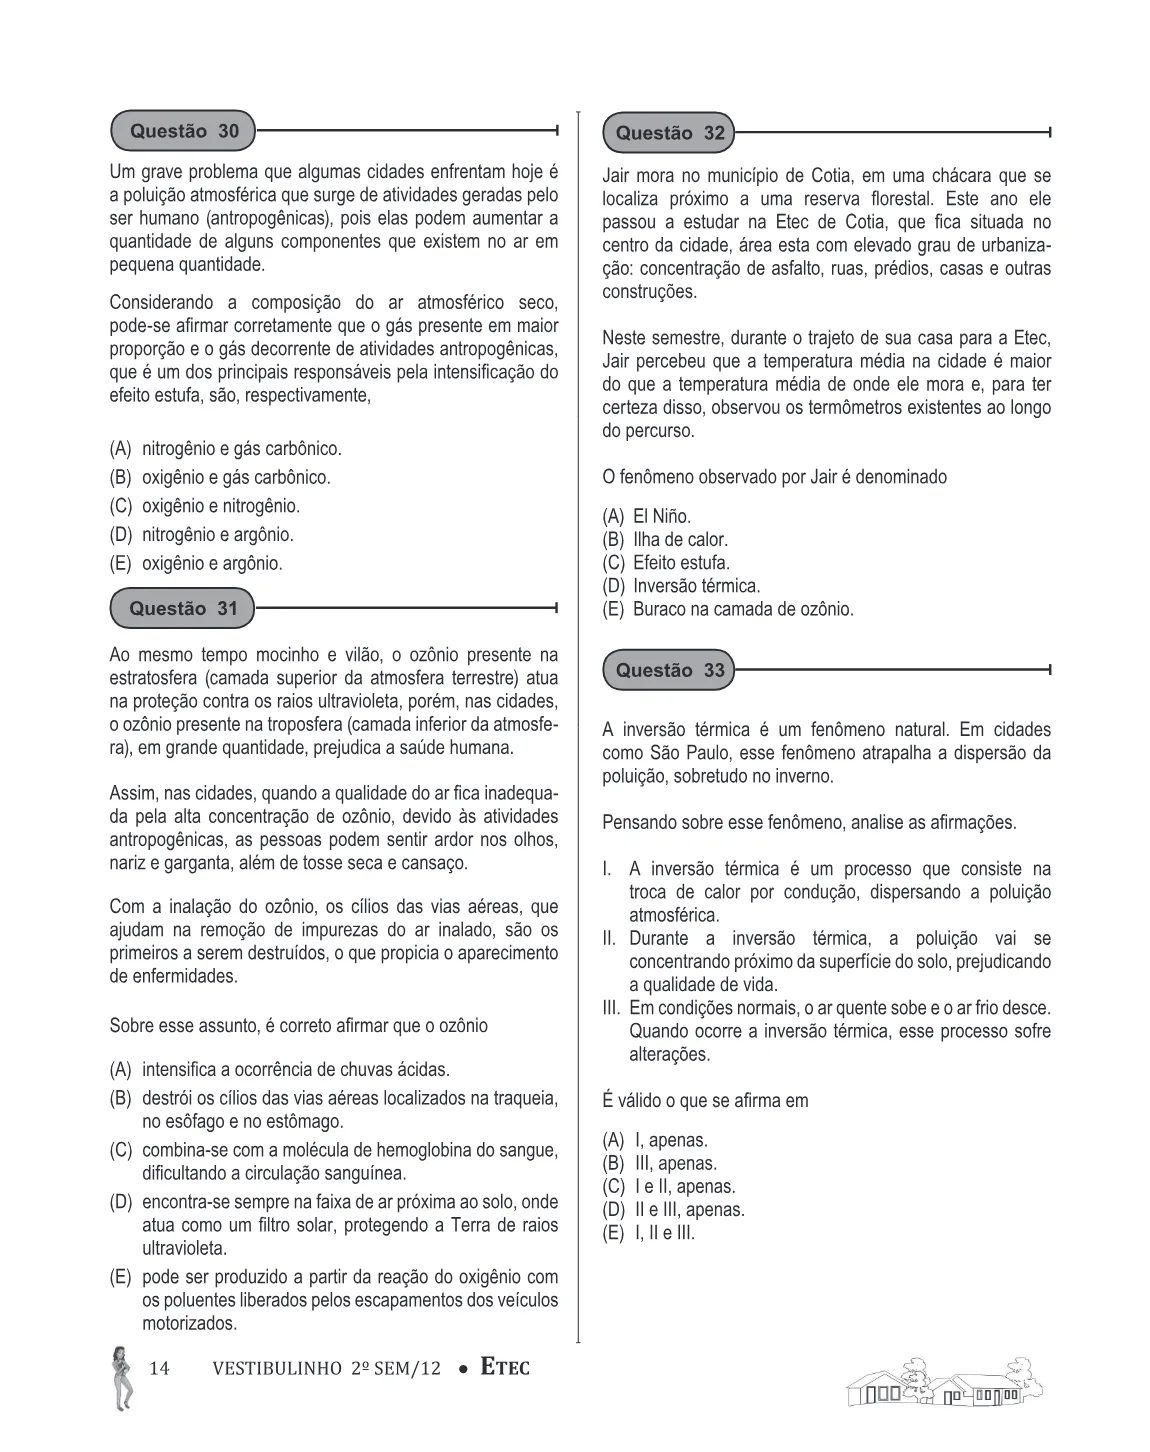 Questão 30
Um grave problema que algumas cidades enfrentam hoje é
a poluição atmosférica que surge de atividades geradas pelo
ser humano (antropogênicas), pois elas podem aumentar a
quantidade de alguns componentes que existem no ar em
pequena quantidade.
Considerando a composição do ar atmosférico seco,
pode-se afirmar corretamente que o gás presente em maior
proporção e o gás decorrente de atividades antropogênicas,
que é um dos principais responsáveis pela intensificação do
efeito estufa, são, respectivamente,
(A) nitrogênio e gás carbônico.
(B) oxigênio e gás carbônico.
(C) oxigênio e nitrogênio.
(D) nitrogênio e argônio.
(E) oxigênio e argônio.
Questão 31
Ao mesmo tempo mocinho e vilão, o ozônio presente na
estratosfera (camada superior da atmosfera terrestre) atua
na proteção contra os raios ultravioleta, porém, nas cidades,
o ozônio presente na troposfera (camada inferior da atmosfe-
ra), em grande quantidade, prejudica a saúde humana.
Assim, nas cidades, quando a qualidade do ar fica inadequa-
da pela alta concentração de ozônio, devido às atividades
antropogênicas, as pessoas podem sentir ardor nos olhos,
nariz e garganta, além de tosse seca e cansaço.
Com a inalação do ozônio, os cílios das vias aéreas, que
ajudam na remoção de impurezas do ar inalado, são os
primeiros a serem destruídos, o que propicia o aparecimento
de enfermidades.
Sobre esse assunto, é correto afirmar que o ozônio
(A) intensifica a ocorrência de chuvas ácidas.
(B) destrói os cílios das vias aéreas localizados na traqueia,
no esôfago e no estômago.
(C) combina-se com a molécula de hemoglobina do sangue,
dificultando a circulação sanguínea.
(D) encontra-se sempre na faixa de ar próxima ao solo, onde
atua como um filtro solar, protegendo a Terra de raios
ultravioleta.
(E) pode ser produzido a partir da reação do oxigênio com
os poluentes liberados pelos escapamentos dos veículos
motorizados.
Questão 32
Jair mora no município de Cotia, em uma chácara que se
localiza próximo a uma reserva florestal. Este ano ele
passou a estudar na Etec de Cotia, que fica situada no
centro da cidade, área esta com elevado grau de urbaniza-
ção: concentração de asfalto, ruas, prédios, casas e outras
construções.
Neste semestre, durante o trajeto de sua casa para a Etec,
Jair percebeu que a temperatura média na cidade é maior
do que a temperatura média de onde ele mora e, para ter
certeza disso, observou os termômetros existentes ao longo
do percurso.
O fenômeno observado por Jair é denominado
(A) El Niño.
(B) Ilha de calor.
(C) Efeito estufa.
(D) Inversão térmica.
(E) Buraco na camada de ozônio.
Questão 33
A inversão térmica é um fenômeno natural. Em cidades
como São Paulo, esse fenômeno atrapalha a dispersão da
poluição, sobretudo no inverno.
Pensando sobre esse fenômeno, analise as afirmações.
I. A inversão térmica é um processo que consiste na
troca de calor por condução, dispersando a poluição
atmosférica.
II. Durante a inversão térmica, a poluição vai se
concentrando próximo da superfície do solo, prejudicando
a qualidade de vida.
III. Em condições normais, o ar quente sobe e o ar frio desce.
Quando ocorre a inversão térmica, esse processo sofre
alterações.
É válido o que se afirma em
(A) I, apenas.
(B) III, apenas.
(C) I e II, apenas.
(D) II e III, apenas.
(E) I, II e III.
14 VESTIBULINHO 2º SEM/12 • ETEC